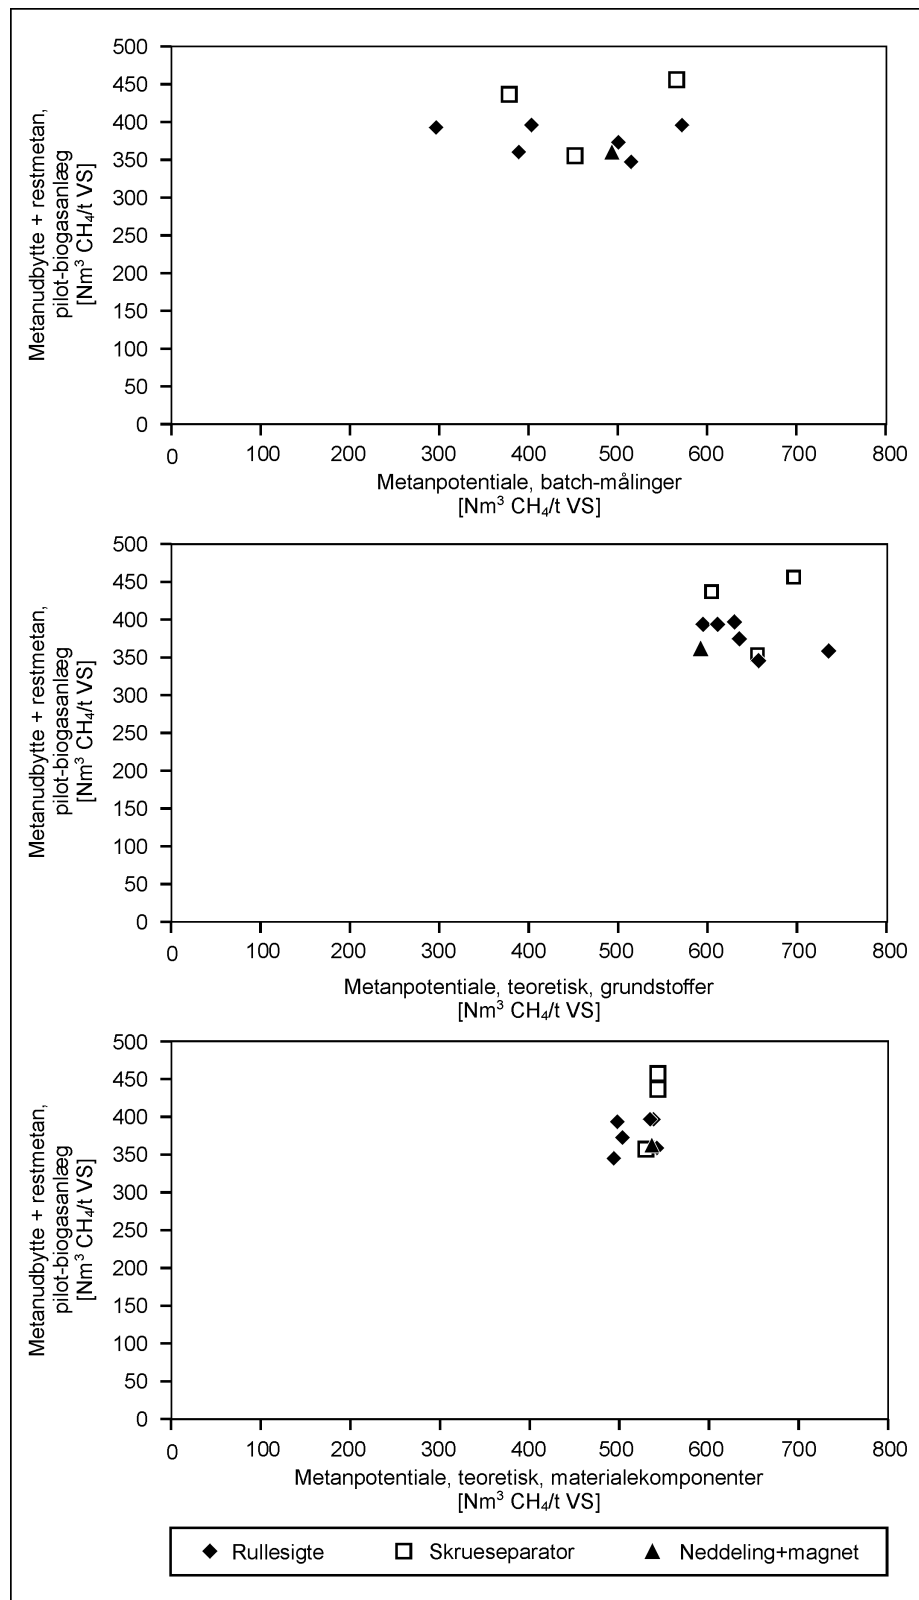 500
450
400
350
300
250
200
150
100
50
0
Metanudbytte + restmetan,
pilot-biogasanlæg
[Nm³ CH₄/t VS]
0 100 200 300 400 500 600 700 800
Metanpotentiale, batch-målinger
[Nm³ CH₄/t VS]
500
450
400
350
300
250
200
150
100
50
0
Metanudbytte + restmetan,
pilot-biogasanlæg
[Nm³ CH₄/t VS]
0 100 200 300 400 500 600 700 800
Metanpotentiale, teoretisk, grundstoffer
[Nm³ CH₄/t VS]
500
450
400
350
300
250
200
150
100
50
0
Metanudbytte + restmetan,
pilot-biogasanlæg
[Nm³ CH₄/t VS]
0 100 200 300 400 500 600 700 800
Metanpotentiale, teoretisk, materialekomponenter
[Nm³ CH₄/t VS]
Rullesigte Skrueseparator Neddeling+magnet